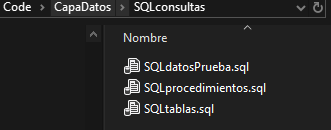 Code > CapaDatos > SQLconsultas
Nombre
SQLdatosPrueba.sql
SQLprocedimientos.sql
SQLtablas.sql